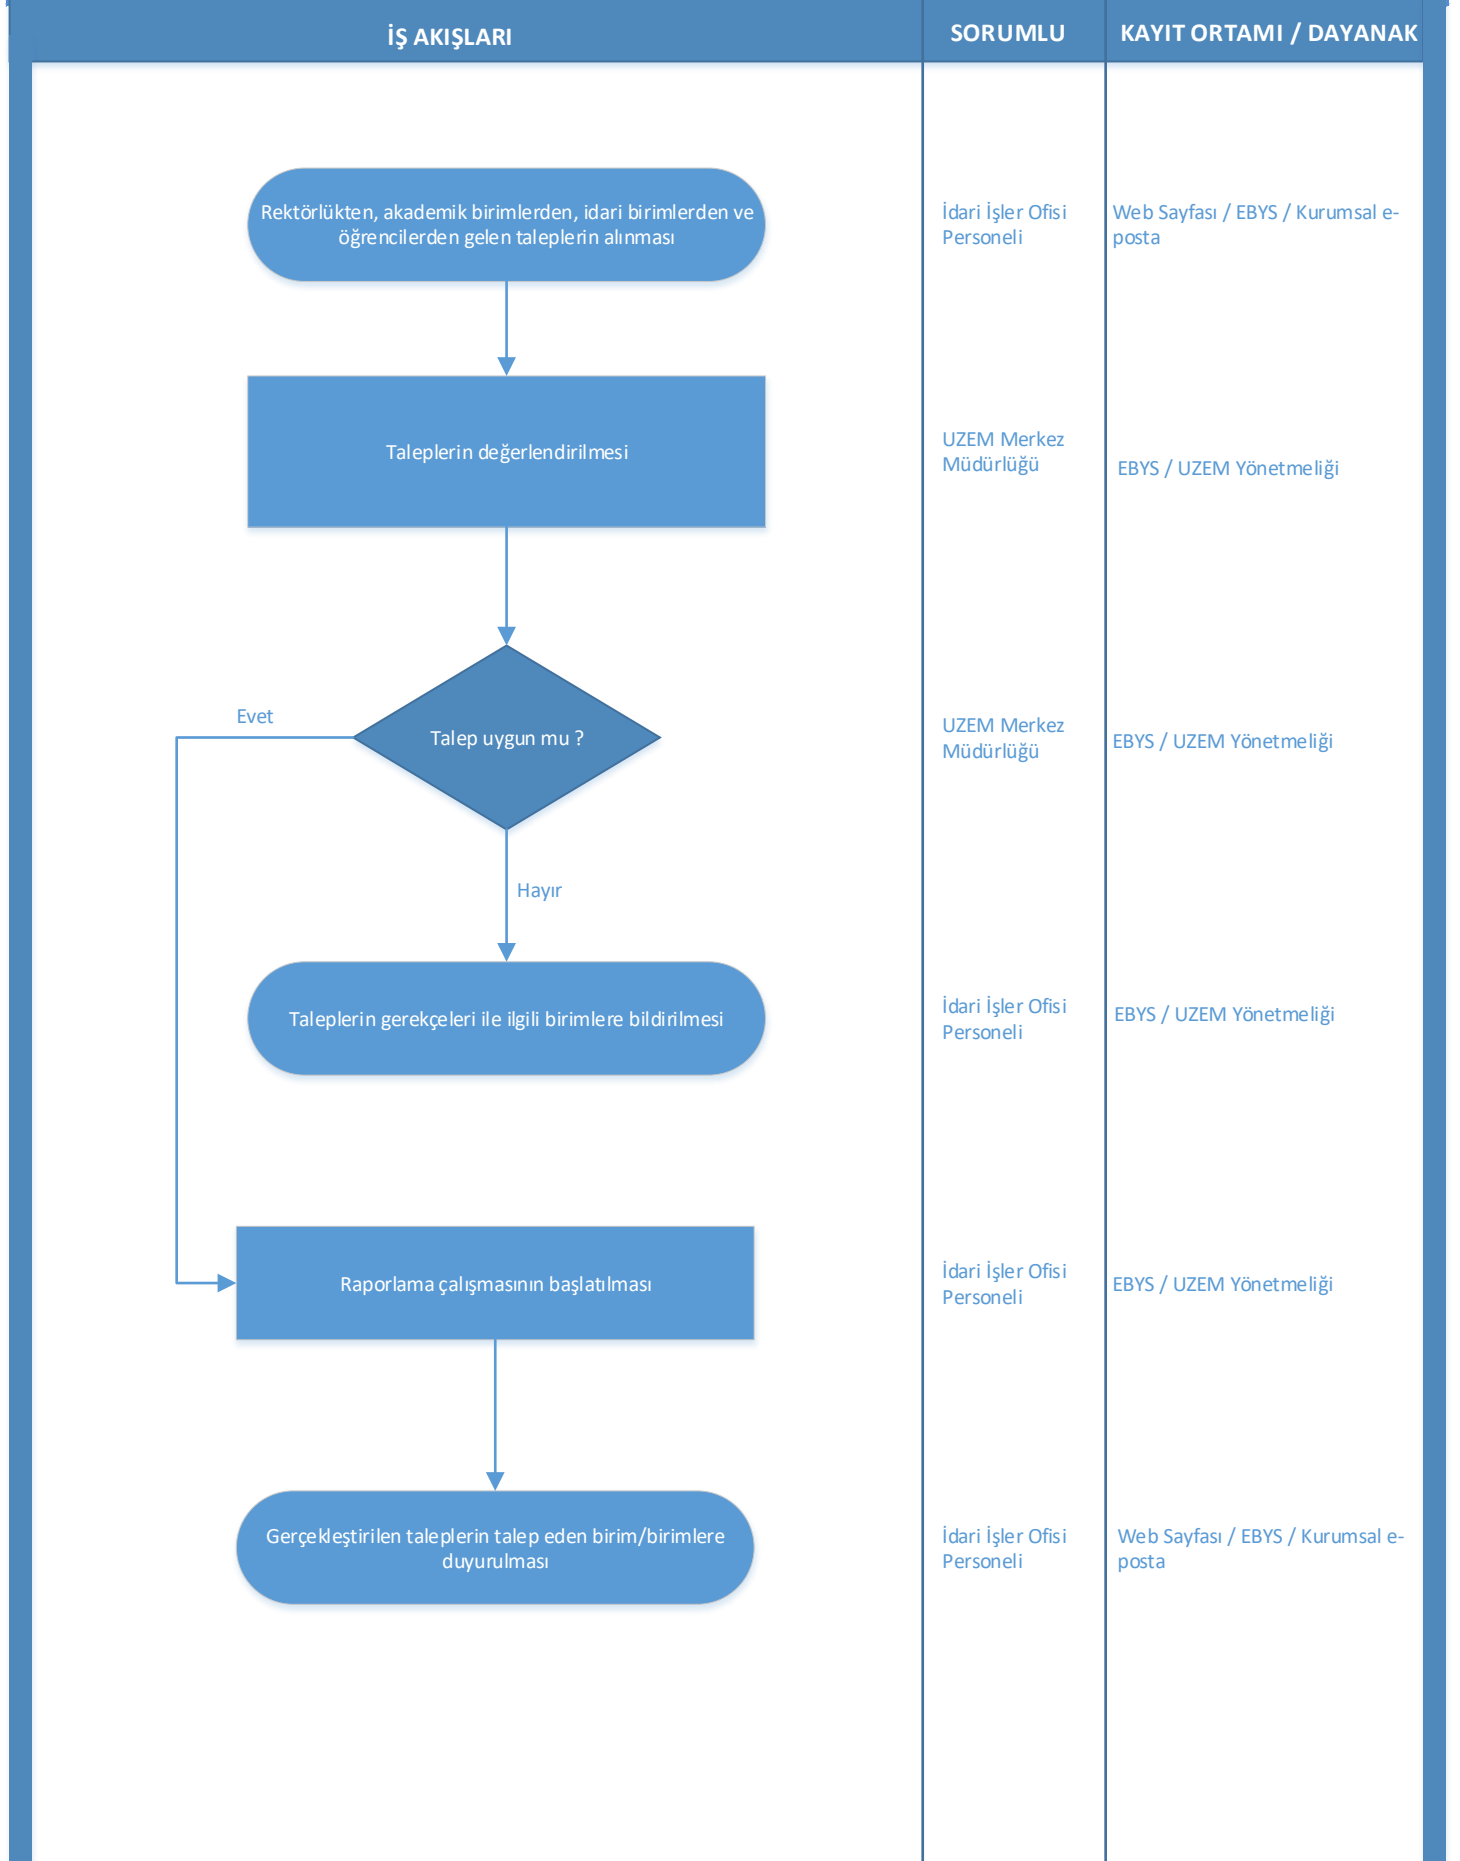 İŞ AKIŞLARI
SORUMLU
KAYIT ORTAMI / DAYANAK
Rektörlükten, akademik birimlerden, idari birimlerden ve
öğrencilerden gelen taleplerin alınması
İdari İşler Ofisi
Personeli
Web Sayfası / EBYS / Kurumsal e-
posta
Taleplerin değerlendirilmesi
UZEM Merkez
Müdürlüğü
EBYS / UZEM Yönetmeliği
Evet
Talep uygun mu ?
UZEM Merkez
Müdürlüğü
EBYS / UZEM Yönetmeliği
Hayır
Taleplerin gerekçeleri ile ilgili birimlere bildirilmesi
İdari İşler Ofisi
Personeli
EBYS / UZEM Yönetmeliği
Raporlama çalışmasının başlatılması
İdari İşler Ofisi
Personeli
EBYS / UZEM Yönetmeliği
Gerçekleştirilen taleplerin talep eden birim/birimlere
duyurulması
İdari İşler Ofisi
Personeli
Web Sayfası / EBYS / Kurumsal e-
posta